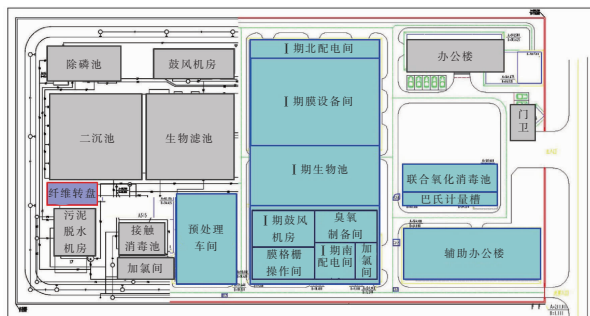 除磷池
鼓风机房
二沉池
生物滤池
纤维转盘
污泥
脱水
机房
接触
消毒池
加氯间
预处理
车间
Ⅰ期北配电间
Ⅰ期膜设备间
Ⅰ期生物池
Ⅰ期鼓风
机房
臭氧
制备间
膜格栅
操作间
Ⅰ期南
配电间
加
氯
间
办公楼
门
卫
联合氧化消毒池
巴氏计量槽
辅助办公楼